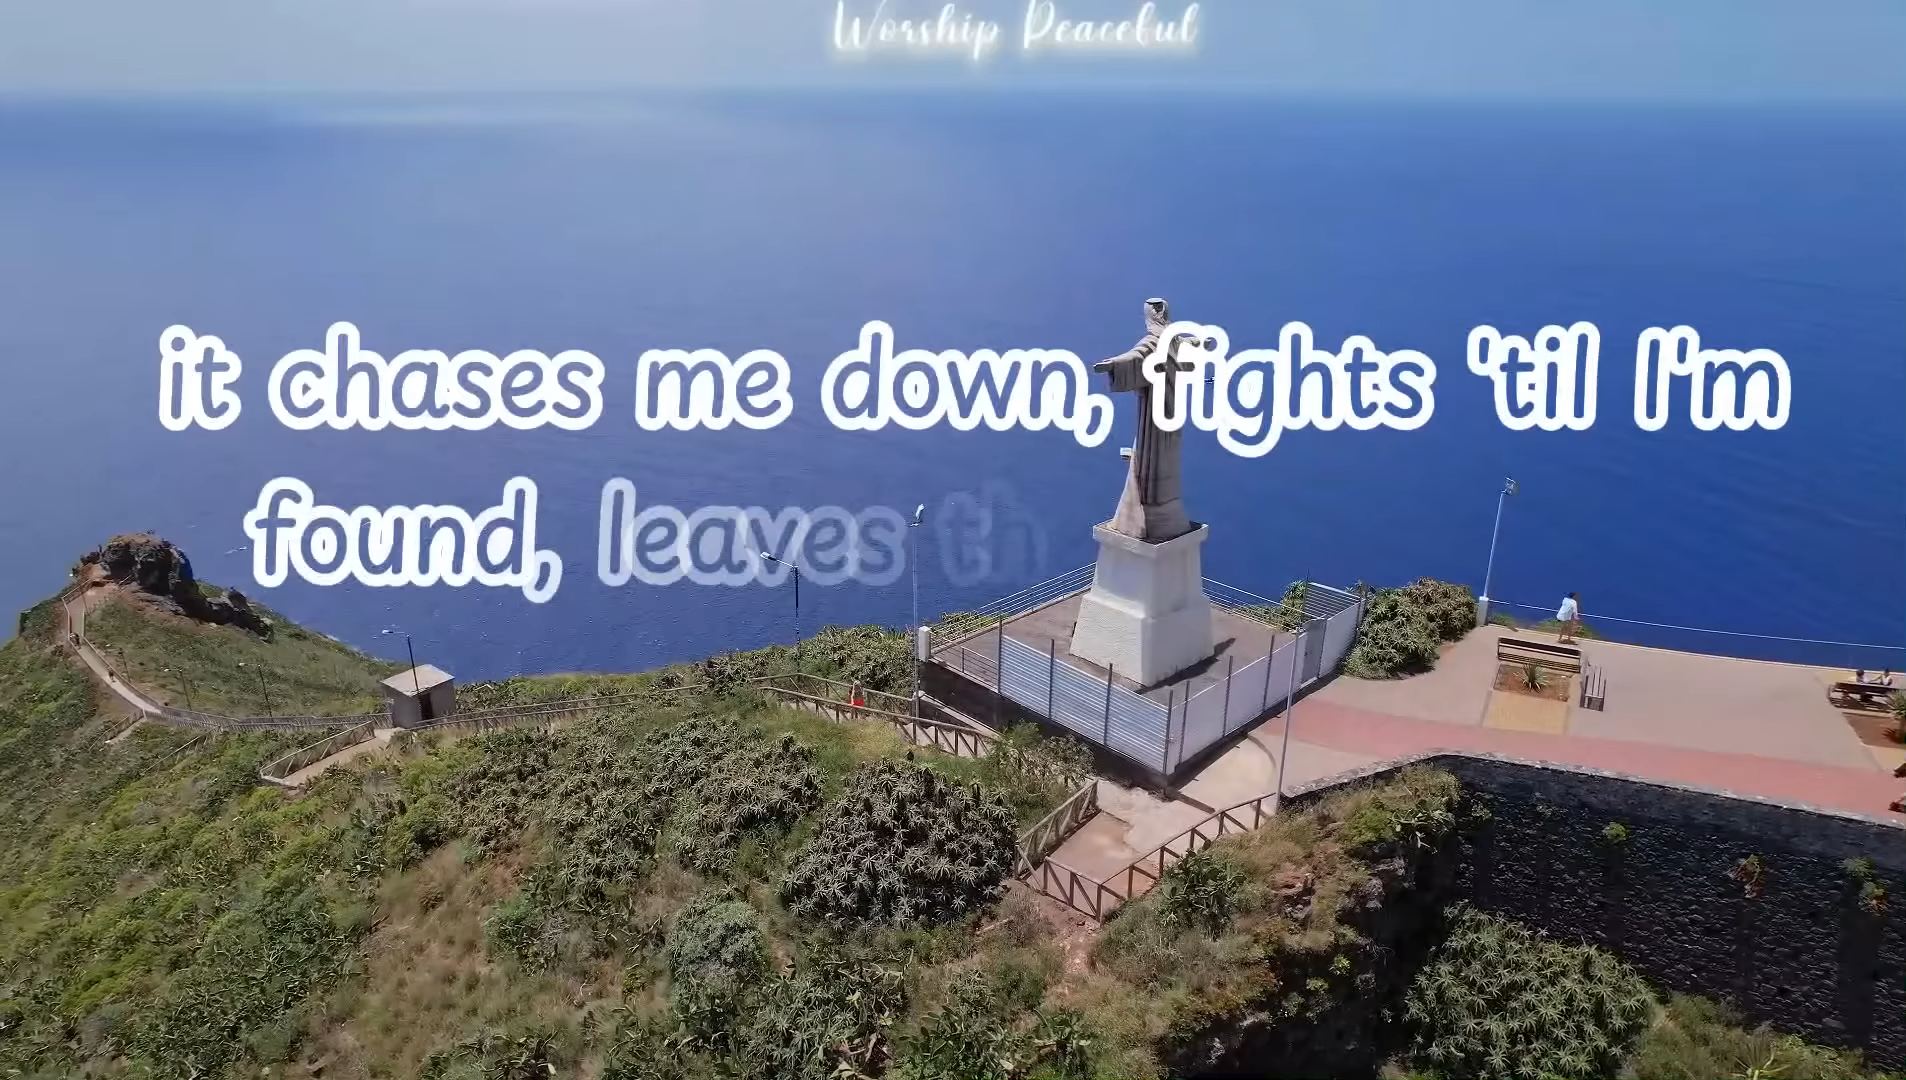 Worship Peaceful
it chases me down, fights 'til I'm
found, leaves th